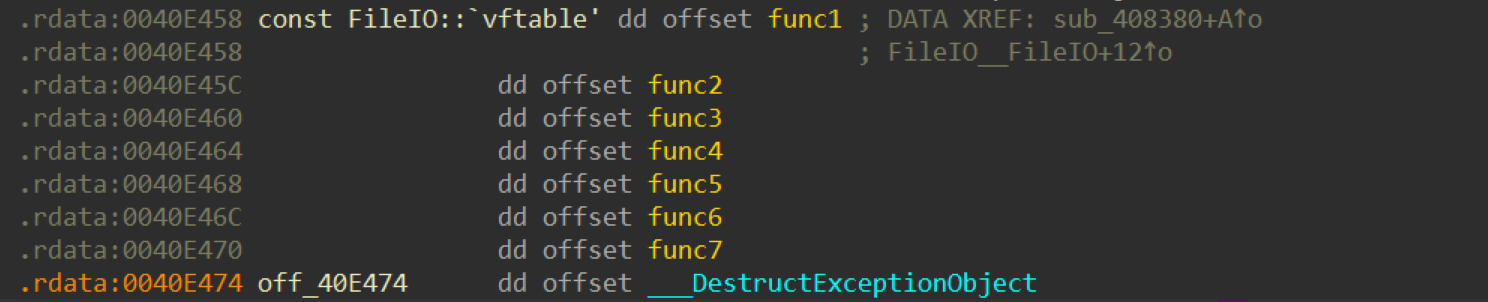 .rdata:0040E458 const FileIO::`vftable' dd offset func1 ; DATA XREF: sub_408380+A↑o
.rdata:0040E458 ; FileIO__FileIO+12↑o
.rdata:0040E45C dd offset func2
.rdata:0040E460 dd offset func3
.rdata:0040E464 dd offset func4
.rdata:0040E468 dd offset func5
.rdata:0040E46C dd offset func6
.rdata:0040E470 dd offset func7
.rdata:0040E474 off_40E474 dd offset ___DestructExceptionObject